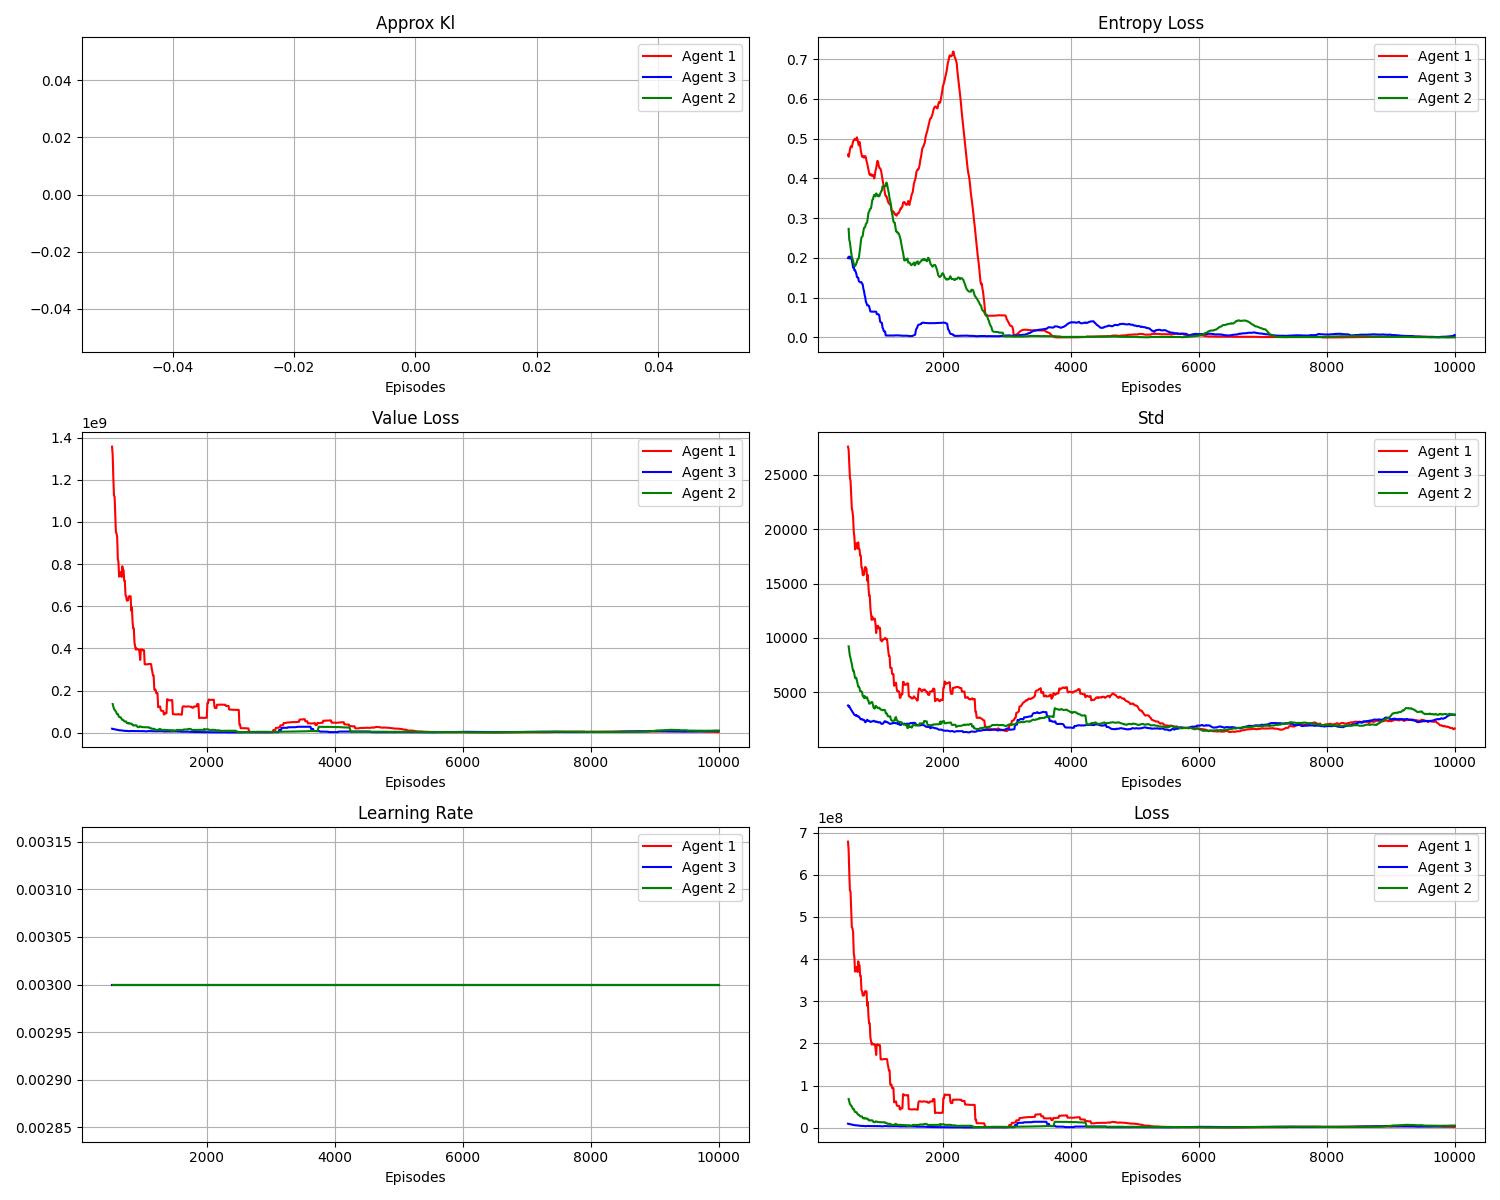 Approx Kl
0.04
0.02
0.00
−0.02
−0.04
−0.04
−0.02
0.00
0.02
0.04
Episodes
Agent 1
Agent 3
Agent 2
Entropy Loss
0.7
0.6
0.5
0.4
0.3
0.2
0.1
0.0
2000
4000
6000
8000
10000
Episodes
Agent 1
Agent 3
Agent 2
Value Loss
1e9
1.4
1.2
1.0
0.8
0.6
0.4
0.2
0.0
2000
4000
6000
8000
10000
Episodes
Agent 1
Agent 3
Agent 2
Std
25000
20000
15000
10000
5000
2000
4000
6000
8000
10000
Episodes
Agent 1
Agent 3
Agent 2
Learning Rate
0.00315
0.00310
0.00305
0.00300
0.00295
0.00290
0.00285
2000
4000
6000
8000
10000
Episodes
Agent 1
Agent 3
Agent 2
Loss
1e8
7
6
5
4
3
2
1
0
2000
4000
6000
8000
10000
Episodes
Agent 1
Agent 3
Agent 2